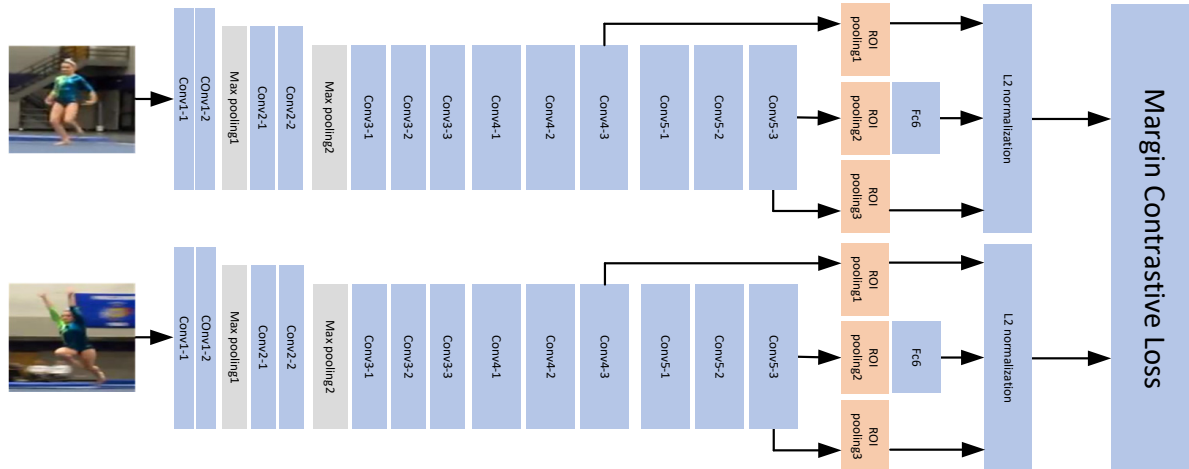 Conv1-1
COnv1-2
Max pooling1
Conv2-1
Conv2-2
Max pooling2
Conv3-1
Conv3-2
Conv3-3
Conv4-1
Conv4-2
Conv4-3
Conv5-1
Conv5-2
Conv5-3
ROI
pooling1
ROI
pooling2
Fc6
ROI
pooling3
L2 normalization
Margin Contrastive Loss
Conv1-1
COnv1-2
Max pooling1
Conv2-1
Conv2-2
Max pooling2
Conv3-1
Conv3-2
Conv3-3
Conv4-1
Conv4-2
Conv4-3
Conv5-1
Conv5-2
Conv5-3
ROI
pooling1
ROI
pooling2
Fc6
ROI
pooling3
L2 normalization